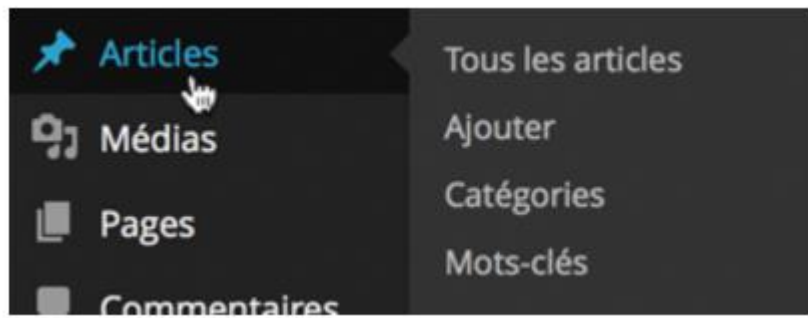 Articles
Médias
Pages
Commentaires
Tous les articles
Ajouter
Catégories
Mots-clés